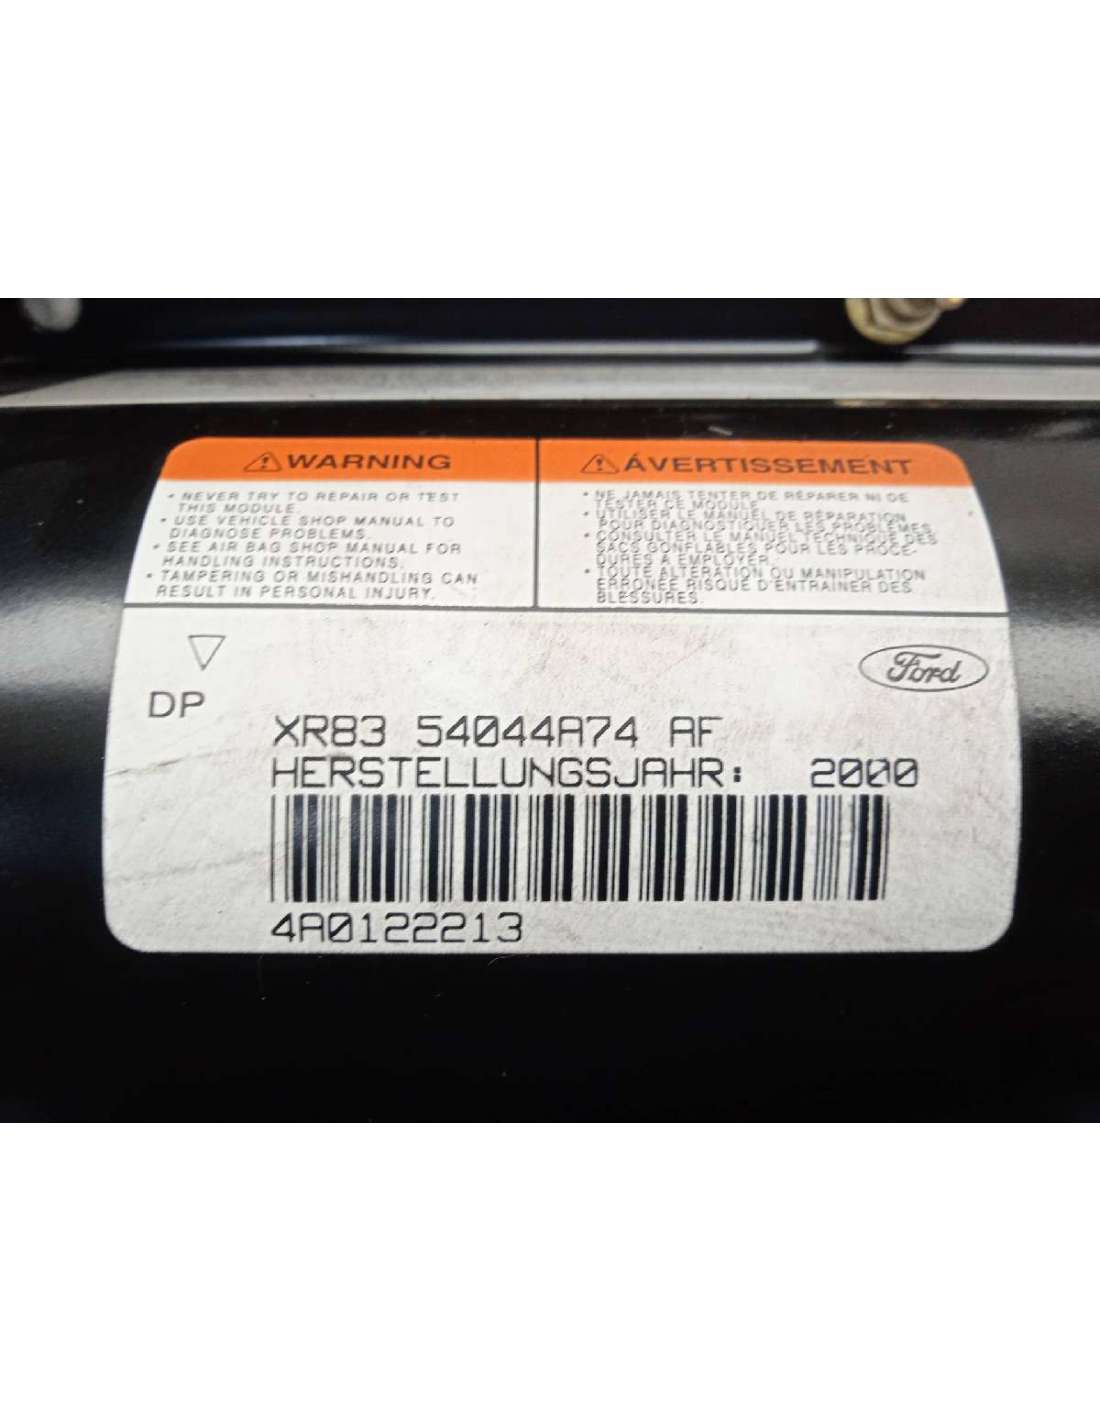 ⚠WARNING
• NEVER TRY TO REPAIR OR TEST
THIS MODULE.
• USE VEHICLE SHOP MANUAL TO
DIAGNOSE PROBLEMS.
• SEE AIR BAG SHOP MANUAL FOR
HANDLING INSTRUCTIONS.
• TAMPERING OR MISHANDLING CAN
RESULT IN PERSONAL INJURY.
⚠ÁVERTISSEMENT
• NE JAMAIS TENTER DE RÉPARER NI DE
TESTER CE MODULE.
• UTILISER LE MANUEL DE RÉPARATION
POUR DIAGNOSTIQUER LES PROBLÈMES.
• CONSULTER LE MANUEL TECHNIQUE DES
SACS GONFLABLES POUR LES PROCÉ-
DURES À EMPLOYER.
• TOUTE ALTÉRATION OU MANIPULATION
ERRONÉE RISQUE D'ENTRAÎNER DES
BLESSURES.
DP
Ford
XR83 54044A74 AF
HERSTELLUNGSJAHR: 2000
4A0122213